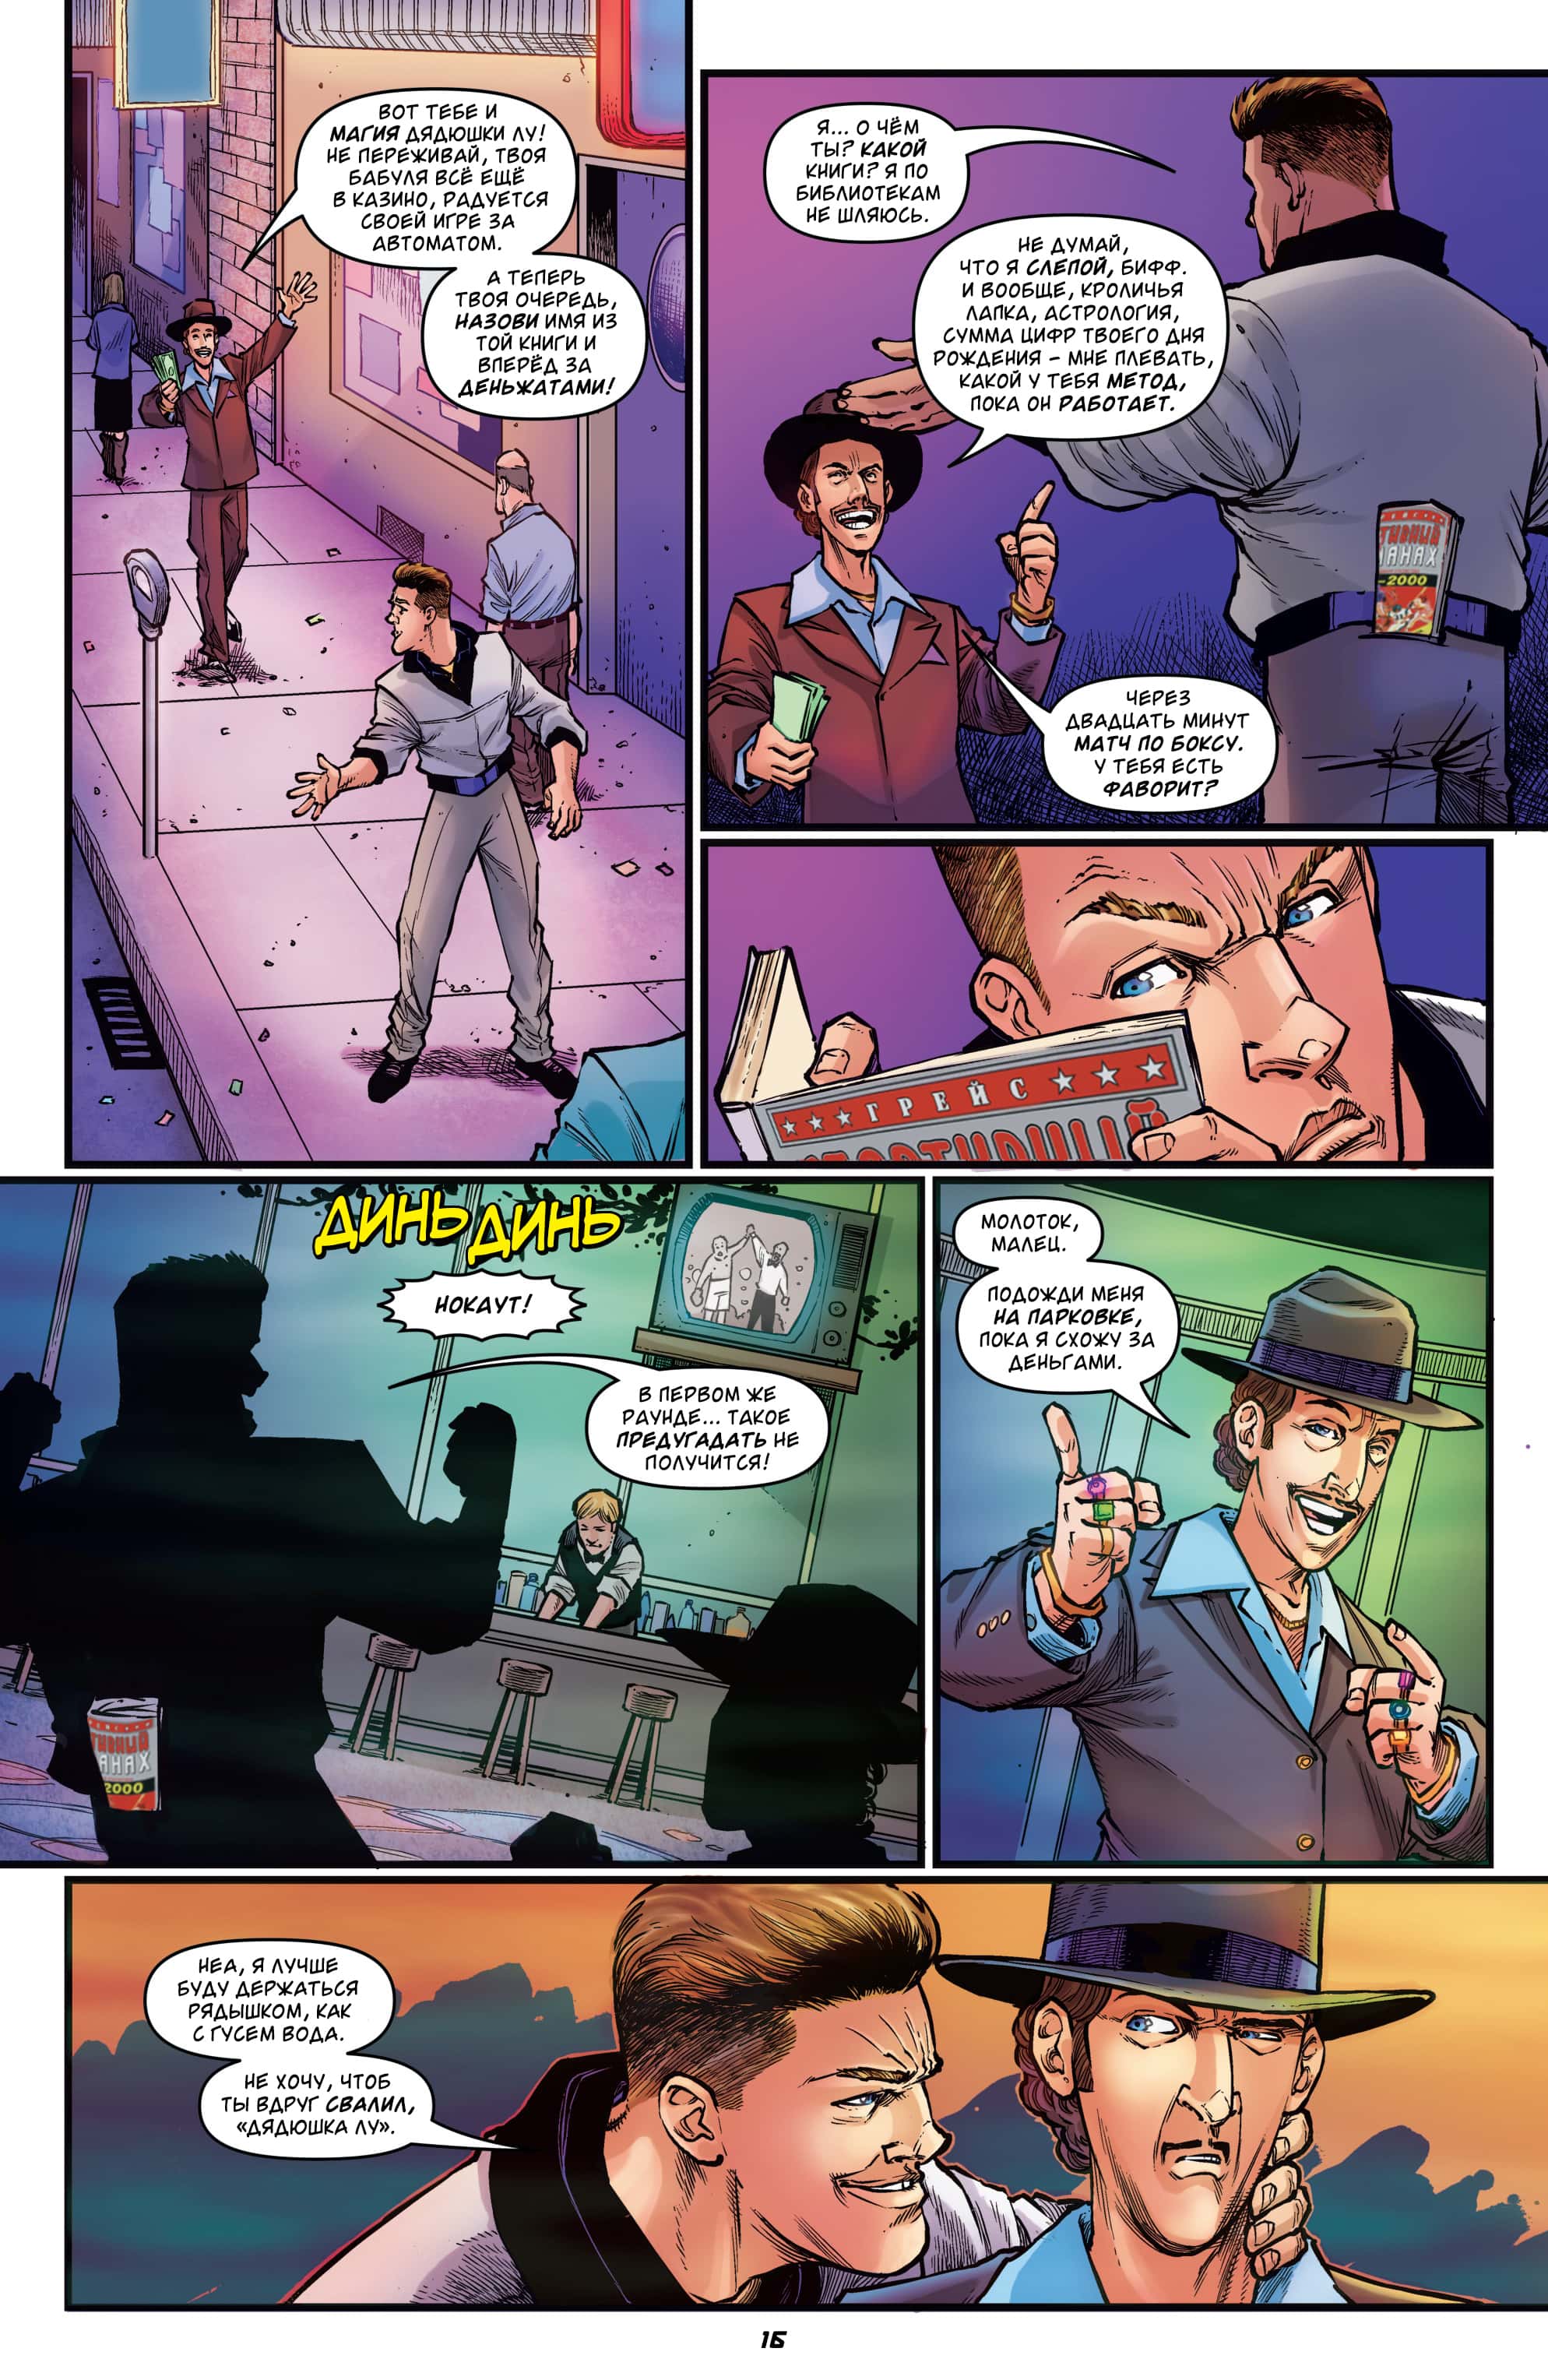 ВОТ ТЕБЕ И
МАГИЯ ДЯДЮШКИ ЛУ!
НЕ ПЕРЕЖИВАЙ, ТВОЯ
БАБУЛЯ ВСЁ ЕЩЁ
В КАЗИНО, РАДУЕТСЯ
СВОЕЙ ИГРЕ ЗА
АВТОМАТОМ.
А ТЕПЕРЬ
ТВОЯ ОЧЕРЕДЬ,
НАЗОВИ ИМЯ ИЗ
ТОЙ КНИГИ И
ВПЕРЁД ЗА
ДЕНЬЖАТАМИ!
Я... О ЧЁМ
ТЫ? КАКОЙ
КНИГИ? Я ПО
БИБЛИОТЕКАМ
НЕ ШЛЯЮСЬ.
НЕ ДУМАЙ,
ЧТО Я СЛЕПОЙ, БИФФ.
И ВООБЩЕ, КРОЛИЧЬЯ
ЛАПКА, АСТРОЛОГИЯ,
СУММА ЦИФР ТВОЕГО ДНЯ
РОЖДЕНИЯ – МНЕ ПЛЕВАТЬ,
КАКОЙ У ТЕБЯ МЕТОД,
ПОКА ОН РАБОТАЕТ.
ТИВНЫЙ
АНАХ
-2000
ЧЕРЕЗ
ДВАДЦАТЬ МИНУТ
МАТЧ ПО БОКСУ.
У ТЕБЯ ЕСТЬ
ФАВОРИТ?
ГРЕЙС
СПОРТИВНЫЙ
ДИНЬ ДИНЬ
НОКАУТ!
В ПЕРВОМ ЖЕ
РАУНДЕ... ТАКОЕ
ПРЕДУГАДАТЬ НЕ
ПОЛУЧИТСЯ!
ТИВНЫЙ
АНАХ
2000
МОЛОТОК,
МАЛЕЦ.
ПОДОЖДИ МЕНЯ
НА ПАРКОВКЕ,
ПОКА Я СХОЖУ ЗА
ДЕНЬГАМИ.
НЕА, Я ЛУЧШЕ
БУДУ ДЕРЖАТЬСЯ
РЯДЫШКОМ, КАК
С ГУСЕМ ВОДА.
НЕ ХОЧУ, ЧТОБ
ТЫ ВДРУГ СВАЛИЛ,
«ДЯДЮШКА ЛУ».
16